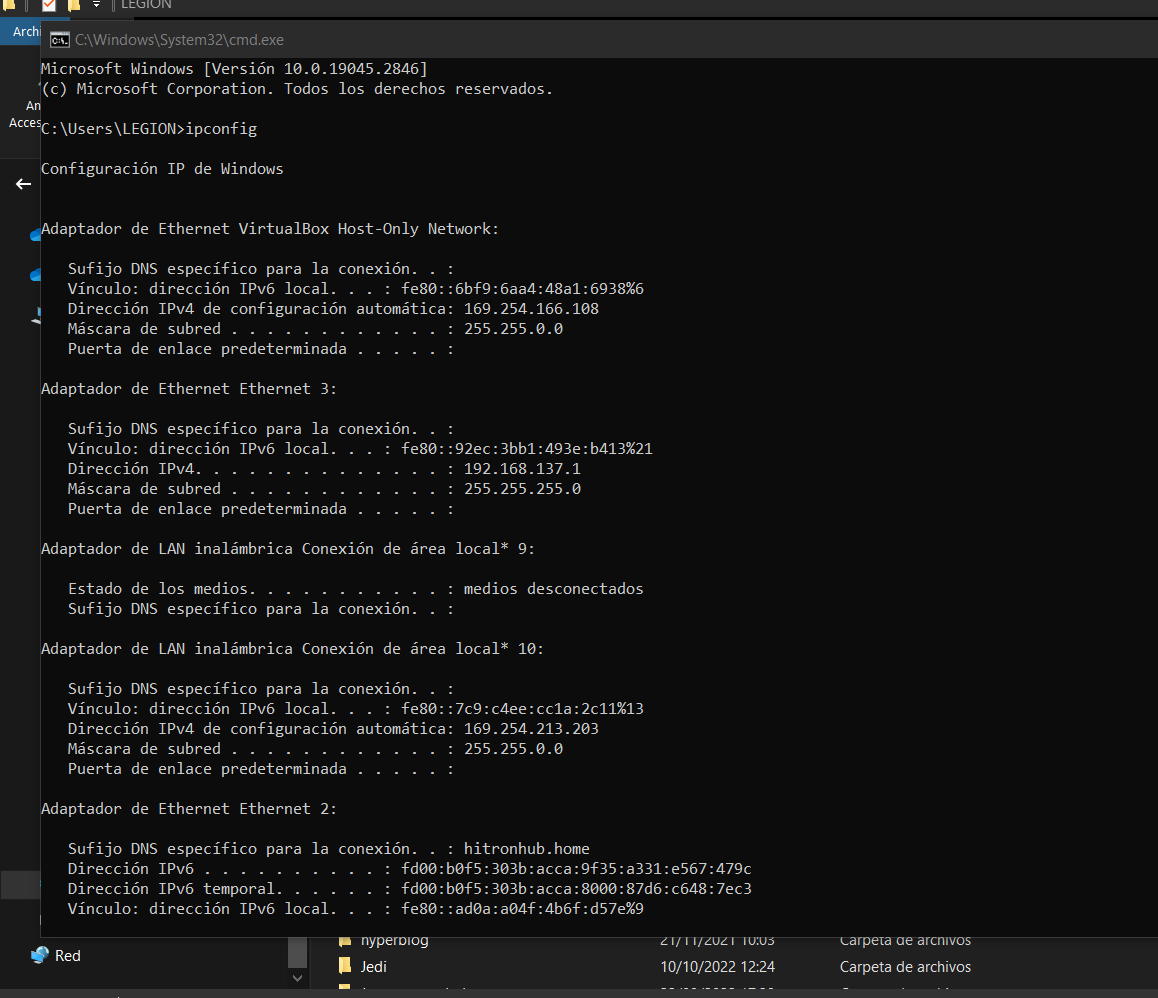 LEGION
Archi
C:\Windows\System32\cmd.exe
Microsoft Windows [Versión 10.0.19045.2846]
(c) Microsoft Corporation. Todos los derechos reservados.
An
Acces
C:\Users\LEGION>ipconfig
Configuración IP de Windows
Adaptador de Ethernet VirtualBox Host-Only Network:
Sufijo DNS específico para la conexión. . :
Vínculo: dirección IPv6 local. . . : fe80::6bf9:6aa4:48a1:6938%6
Dirección IPv4 de configuración automática: 169.254.166.108
Máscara de subred . . . . . . . . . . . . : 255.255.0.0
Puerta de enlace predeterminada . . . . . :
Adaptador de Ethernet Ethernet 3:
Sufijo DNS específico para la conexión. . :
Vínculo: dirección IPv6 local. . . : fe80::92ec:3bb1:493e:b413%21
Dirección IPv4. . . . . . . . . . . . . . : 192.168.137.1
Máscara de subred . . . . . . . . . . . . : 255.255.255.0
Puerta de enlace predeterminada . . . . . :
Adaptador de LAN inalámbrica Conexión de área local* 9:
Estado de los medios. . . . . . . . . . . : medios desconectados
Sufijo DNS específico para la conexión. . :
Adaptador de LAN inalámbrica Conexión de área local* 10:
Sufijo DNS específico para la conexión. . :
Vínculo: dirección IPv6 local. . . : fe80::7c9:c4ee:cc1a:2c11%13
Dirección IPv4 de configuración automática: 169.254.213.203
Máscara de subred . . . . . . . . . . . . : 255.255.0.0
Puerta de enlace predeterminada . . . . . :
Adaptador de Ethernet Ethernet 2:
Sufijo DNS específico para la conexión. . : hitronhub.home
Dirección IPv6 . . . . . . . . . . : fd00:b0f5:303b:acca:9f35:a331:e567:479c
Dirección IPv6 temporal. . . . . . : fd00:b0f5:303b:acca:8000:87d6:c648:7ec3
Vínculo: dirección IPv6 local. . . : fe80::ad0a:a04f:4b6f:d57e%9
hyperblog 21/11/2021 10:03 Carpeta de archivos
Red
Jedi 10/10/2022 12:24 Carpeta de archivos